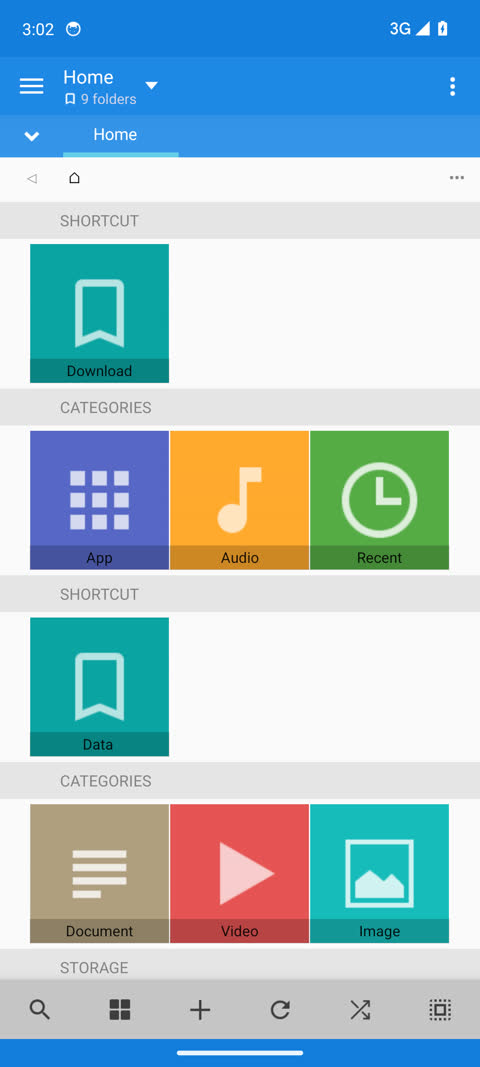 3:02
3G
Home
9 folders
Home
SHORTCUT
Download
CATEGORIES
App
Audio
Recent
SHORTCUT
Data
CATEGORIES
Document
Video
Image
STORAGE